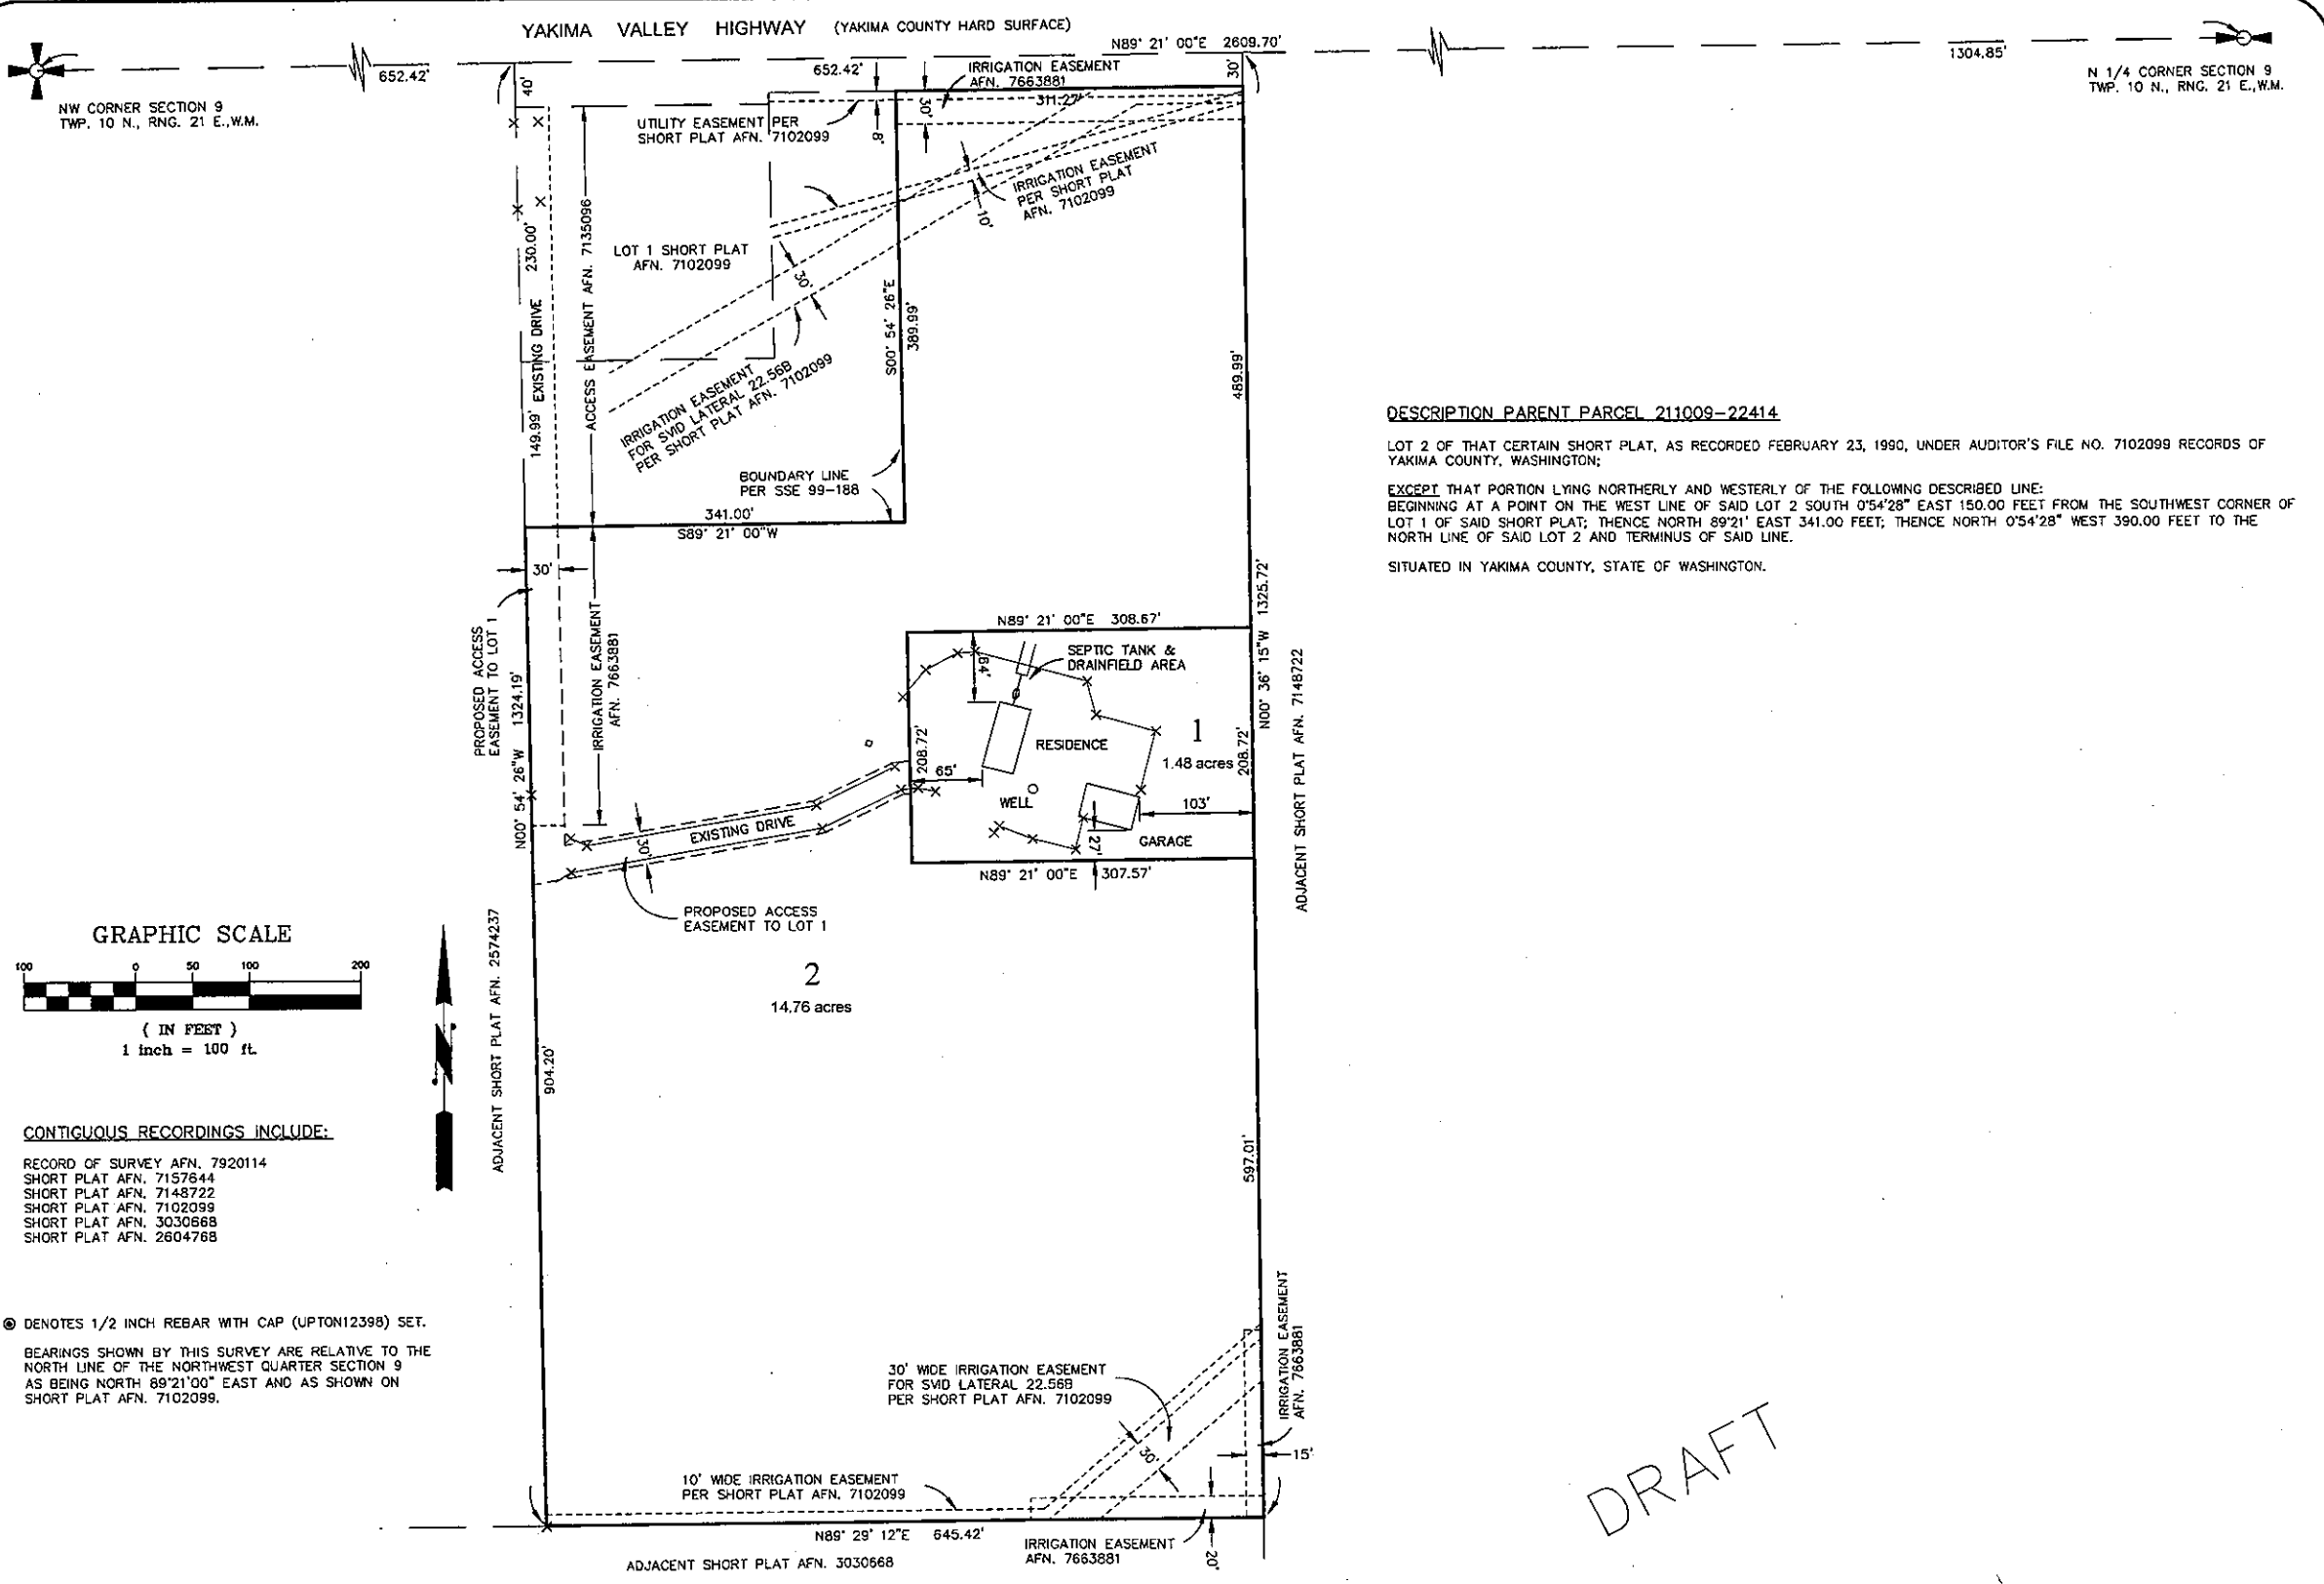 YAKIMA VALLEY HIGHWAY (YAKIMA COUNTY HARD SURFACE)
N89° 21' 00"E 2609.70'
652.42'
652.42'
1304.85'
NW CORNER SECTION 9
TWP. 10 N., RNG. 21 E.,W.M.
N 1/4 CORNER SECTION 9
TWP. 10 N., RNG. 21 E.,W.M.
40'
30'
IRRIGATION EASEMENT
AFN. 7663881
311.27'
30'
8'
UTILITY EASEMENT PER
SHORT PLAT AFN. 7102099
IRRIGATION EASEMENT
PER SHORT PLAT
AFN. 7102099
10'
LOT 1 SHORT PLAT
AFN. 7102099
30'
230.00'
149.99' EXISTING DRIVE
ACCESS EASEMENT AFN. 7135096
S00° 54' 26"E
389.99'
489.99'
IRRIGATION EASEMENT
FOR SVID LATERAL 22.56B
PER SHORT PLAT AFN. 7102099
BOUNDARY LINE
PER SSE 99-188
341.00'
S89° 21' 00"W
30'
PROPOSED ACCESS
EASEMENT TO LOT 1
IRRIGATION EASEMENT
AFN. 7663881
N00° 54' 26"W 1324.19'
DESCRIPTION PARENT PARCEL 211009-22414
LOT 2 OF THAT CERTAIN SHORT PLAT, AS RECORDED FEBRUARY 23, 1990, UNDER AUDITOR'S FILE NO. 7102099 RECORDS OF
YAKIMA COUNTY, WASHINGTON;
EXCEPT THAT PORTION LYING NORTHERLY AND WESTERLY OF THE FOLLOWING DESCRIBED LINE:
BEGINNING AT A POINT ON THE WEST LINE OF SAID LOT 2 SOUTH 0°54'28" EAST 150.00 FEET FROM THE SOUTHWEST CORNER OF
LOT 1 OF SAID SHORT PLAT; THENCE NORTH 89°21' EAST 341.00 FEET; THENCE NORTH 0°54'28" WEST 390.00 FEET TO THE
NORTH LINE OF SAID LOT 2 AND TERMINUS OF SAID LINE.
SITUATED IN YAKIMA COUNTY, STATE OF WASHINGTON.
N00° 36' 15"W 1325.72'
N89° 21' 00"E 308.67'
64'
SEPTIC TANK &
DRAINFIELD AREA
RESIDENCE
1
1.48 acres
208.72'
208.72'
65'
WELL
103'
27'
GARAGE
N89° 21' 00"E 307.57'
ADJACENT SHORT PLAT AFN. 7148722
EXISTING DRIVE
30'
PROPOSED ACCESS
EASEMENT TO LOT 1
2
14.76 acres
GRAPHIC SCALE
100 0 50 100 200
( IN FEET )
1 inch = 100 ft.
ADJACENT SHORT PLAT AFN. 2574237
904.20'
597.01'
CONTIGUOUS RECORDINGS INCLUDE:
RECORD OF SURVEY AFN. 7920114
SHORT PLAT AFN. 7157644
SHORT PLAT AFN. 7148722
SHORT PLAT AFN. 7102099
SHORT PLAT AFN. 3030668
SHORT PLAT AFN. 2604768
DENOTES 1/2 INCH REBAR WITH CAP (UPTON12398) SET.
BEARINGS SHOWN BY THIS SURVEY ARE RELATIVE TO THE
NORTH LINE OF THE NORTHWEST QUARTER SECTION 9
AS BEING NORTH 89°21'00" EAST AND AS SHOWN ON
SHORT PLAT AFN. 7102099.
30' WIDE IRRIGATION EASEMENT
FOR SVID LATERAL 22.56B
PER SHORT PLAT AFN. 7102099
30'
IRRIGATION EASEMENT
AFN. 7663881
15'
10' WIDE IRRIGATION EASEMENT
PER SHORT PLAT AFN. 7102099
N89° 29' 12"E 645.42'
IRRIGATION EASEMENT
AFN. 7663881
20'
ADJACENT SHORT PLAT AFN. 3030668
DRAFT